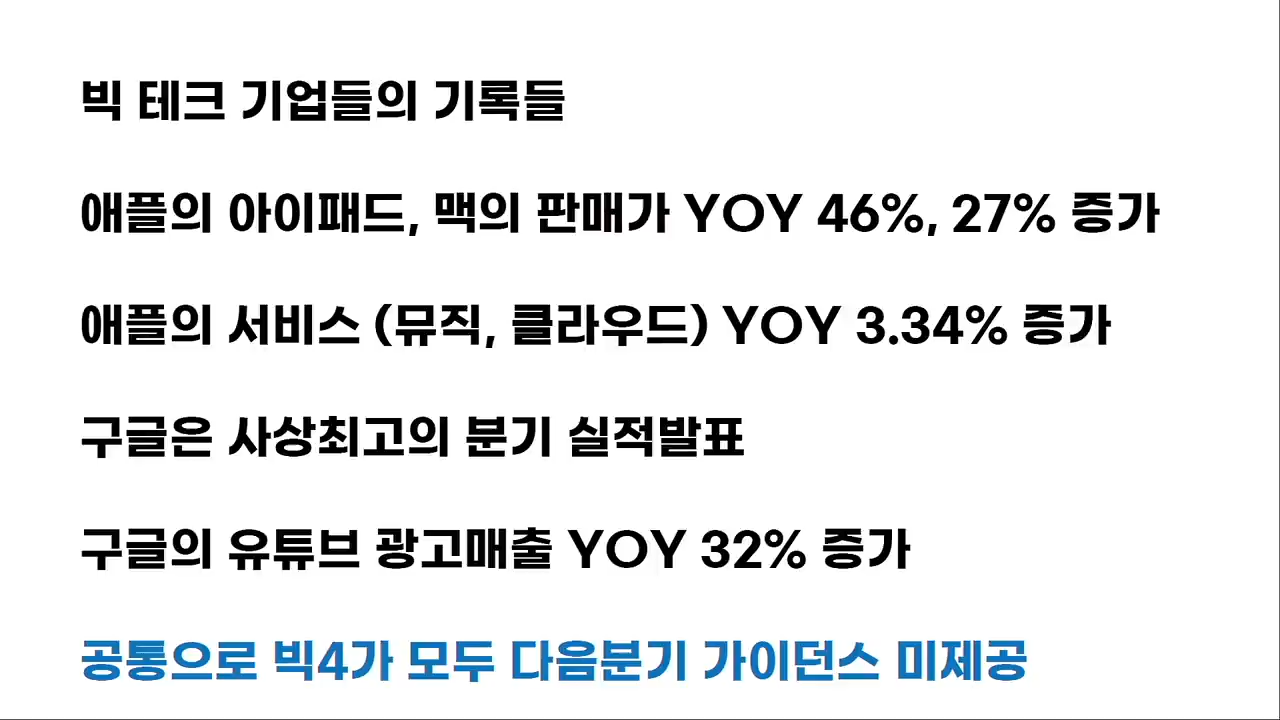 빅 테크 기업들의 기록들
애플의 아이패드, 맥의 판매가 YOY 46%, 27% 증가
애플의 서비스 (뮤직, 클라우드) YOY 3.34% 증가
구글은 사상최고의 분기 실적발표
구글의 유튜브 광고매출 YOY 32% 증가
공통으로 빅4가 모두 다음분기 가이던스 미제공